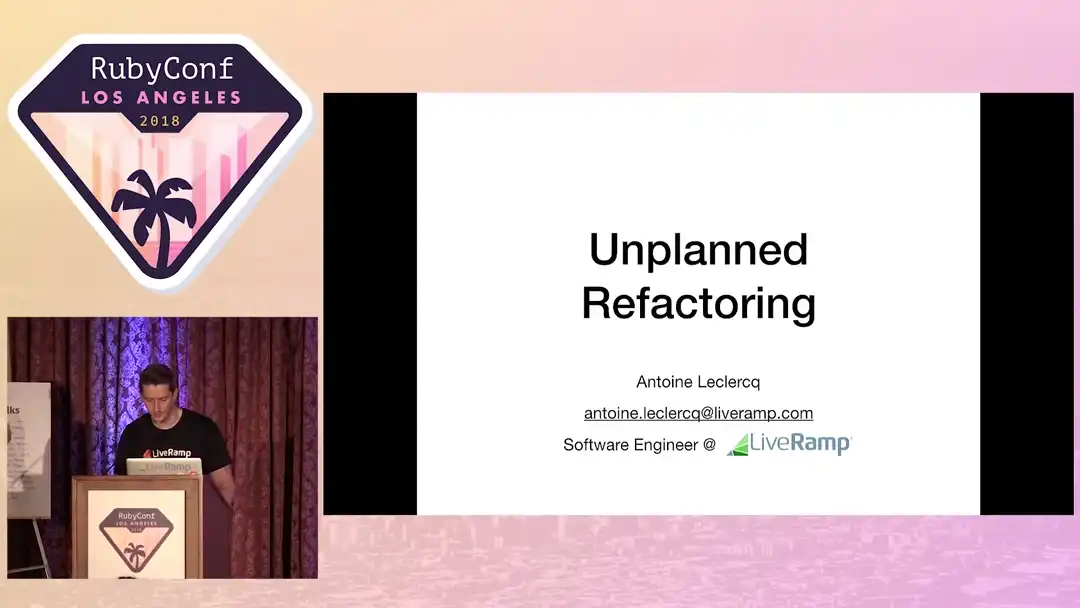 RubyConf
LOS ANGELES
2018
Unplanned
Refactoring
Antoine Leclercq
antoine.leclercq@liveramp.com
Software Engineer @ LiveRamp
lks
LiveRamp
LiveRamp
RubyConf
LOS ANGELES
2018